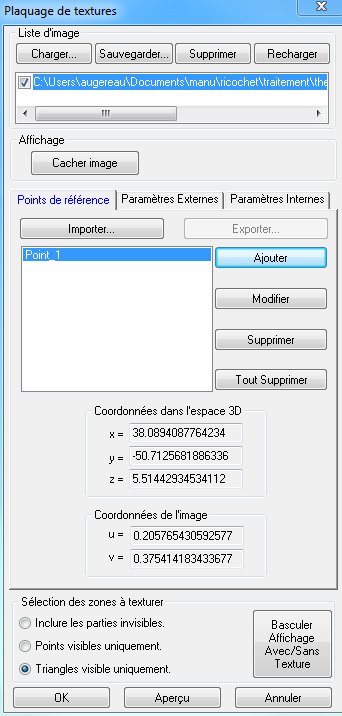 Plaquage de textures
Liste d'image
Charger... Sauvegarder... Supprimer Recharger
C:\Users\augereau\Documents\manu\ricochet\traitement\the
Affichage
Cacher image
Points de référence Paramètres Externes Paramètres Internes
Importer... Exporter...
Point_1
Ajouter
Modifier
Supprimer
Tout Supprimer
Coordonnées dans l'espace 3D
x = 38.0894087764234
y = -50.7125681886336
z = 5.51442934534112
Coordonnées de l'image
u = 0.205765430592577
v = 0.375414183433677
Sélection des zones à texturer
Inclure les parties invisibles.
Points visibles uniquement.
Triangles visible uniquement.
Basculer
Affichage
Avec/Sans
Texture
OK Aperçu Annuler